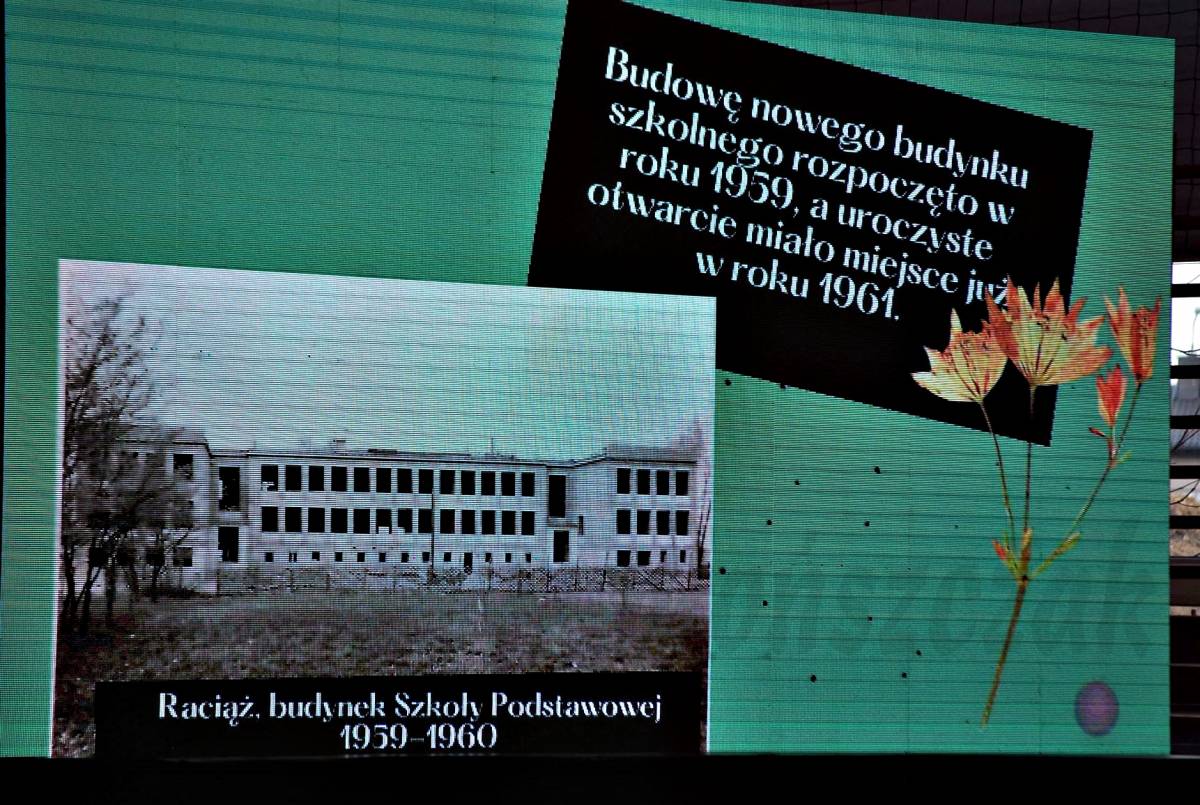 Budowę nowego budynku
szkolnego rozpoczęto w
roku 1959, a uroczyste
otwarcie miało miejsce już
w roku 1961.
Raciąż, budynek Szkoły Podstawowej
1959-1960